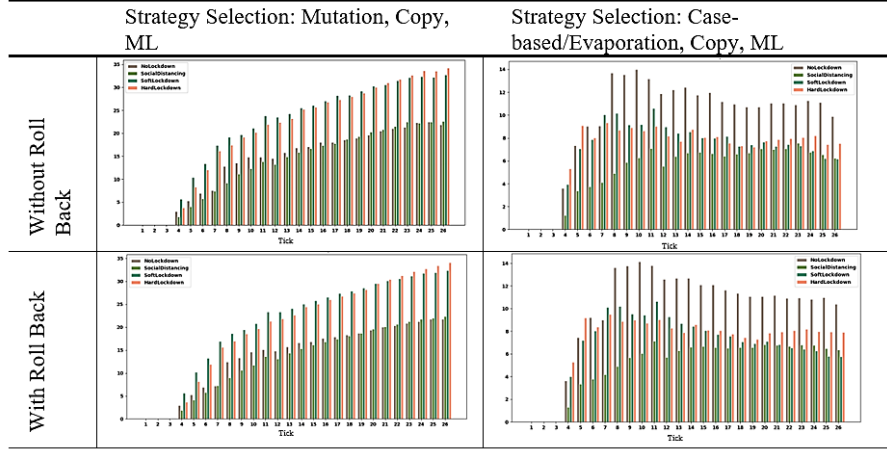 Strategy Selection: Mutation, Copy,
ML
Strategy Selection: Case-
based/Evaporation, Copy, ML
Without Roll
Back
35
30
25
20
15
10
5
0
NoLockdown
SocialDistancing
SoftLockdown
HardLockdown
1 2 3 4 5 6 7 8 9 10 11 12 13 14 15 16 17 18 19 20 21 22 23 24 25 26
Tick
14
12
10
8
6
4
2
0
NoLockdown
SocialDistancing
SoftLockdown
HardLockdown
1 2 3 4 5 6 7 8 9 10 11 12 13 14 15 16 17 18 19 20 21 22 23 24 25 26
Tick
With Roll Back
35
30
25
20
15
10
5
0
NoLockdown
SocialDistancing
SoftLockdown
HardLockdown
1 2 3 4 5 6 7 8 9 10 11 12 13 14 15 16 17 18 19 20 21 22 23 24 25 26
Tick
14
12
10
8
6
4
2
0
NoLockdown
SocialDistancing
SoftLockdown
HardLockdown
1 2 3 4 5 6 7 8 9 10 11 12 13 14 15 16 17 18 19 20 21 22 23 24 25 26
Tick